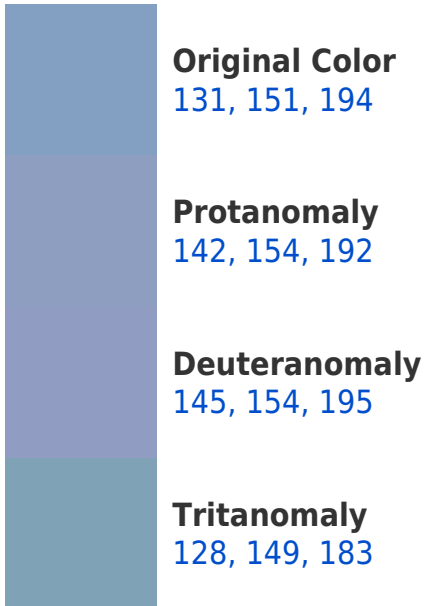 Original Color
131, 151, 194
Protanomaly
142, 154, 192
Deuteranomaly
145, 154, 195
Tritanomaly
128, 149, 183